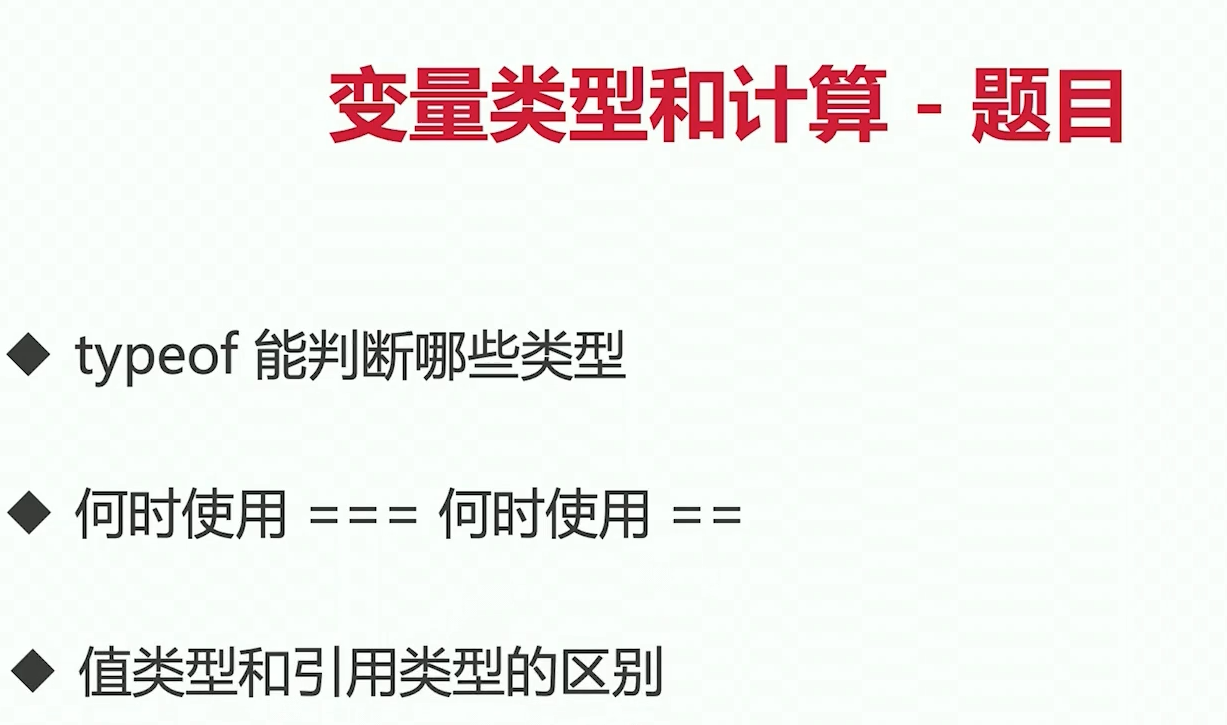 变量类型和计算 - 题目
◆ typeof 能判断哪些类型
◆ 何时使用 === 何时使用 ==
◆ 值类型和引用类型的区别